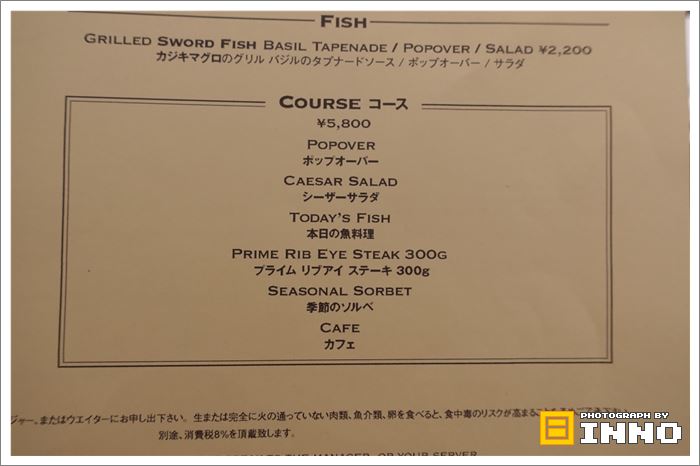 FISH
GRILLED SWORD FISH BASIL TAPENADE / POPOVER / SALAD ¥2,200
カジキマグロのグリル バジルのタプナードソース / ポップオーバー / サラダ
COURSE コース
¥5,800
POPOVER
ポップオーバー
CAESAR SALAD
シーザーサラダ
TODAY'S FISH
本日の魚料理
PRIME RIB EYE STEAK 300G
プライム リブアイ ステーキ 300g
SEASONAL SORBET
季節のソルベ
CAFE
カフェ
ジャー。またはウエイターにお申し出下さい。生または完全に火の通っていない肉類、魚介類、卵を食べると、食中毒のリスクが高まる
別途、消費税8%を頂戴致します。
THE MANAGER, OR YOUR SERVER
PHOTOGRAPH BY
INNO